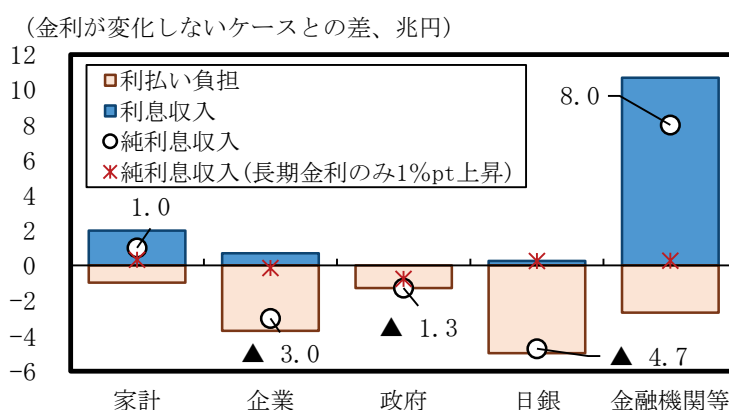 (金利が変化しないケースとの差、兆円)
12
10
8
6
4
2
0
−2
−4
−6
利払い負担
利息収入
純利息収入
純利息収入(長期金利のみ1%pt上昇)
1.0
▲ 3.0
▲ 1.3
▲ 4.7
8.0
家計 企業 政府 日銀 金融機関等